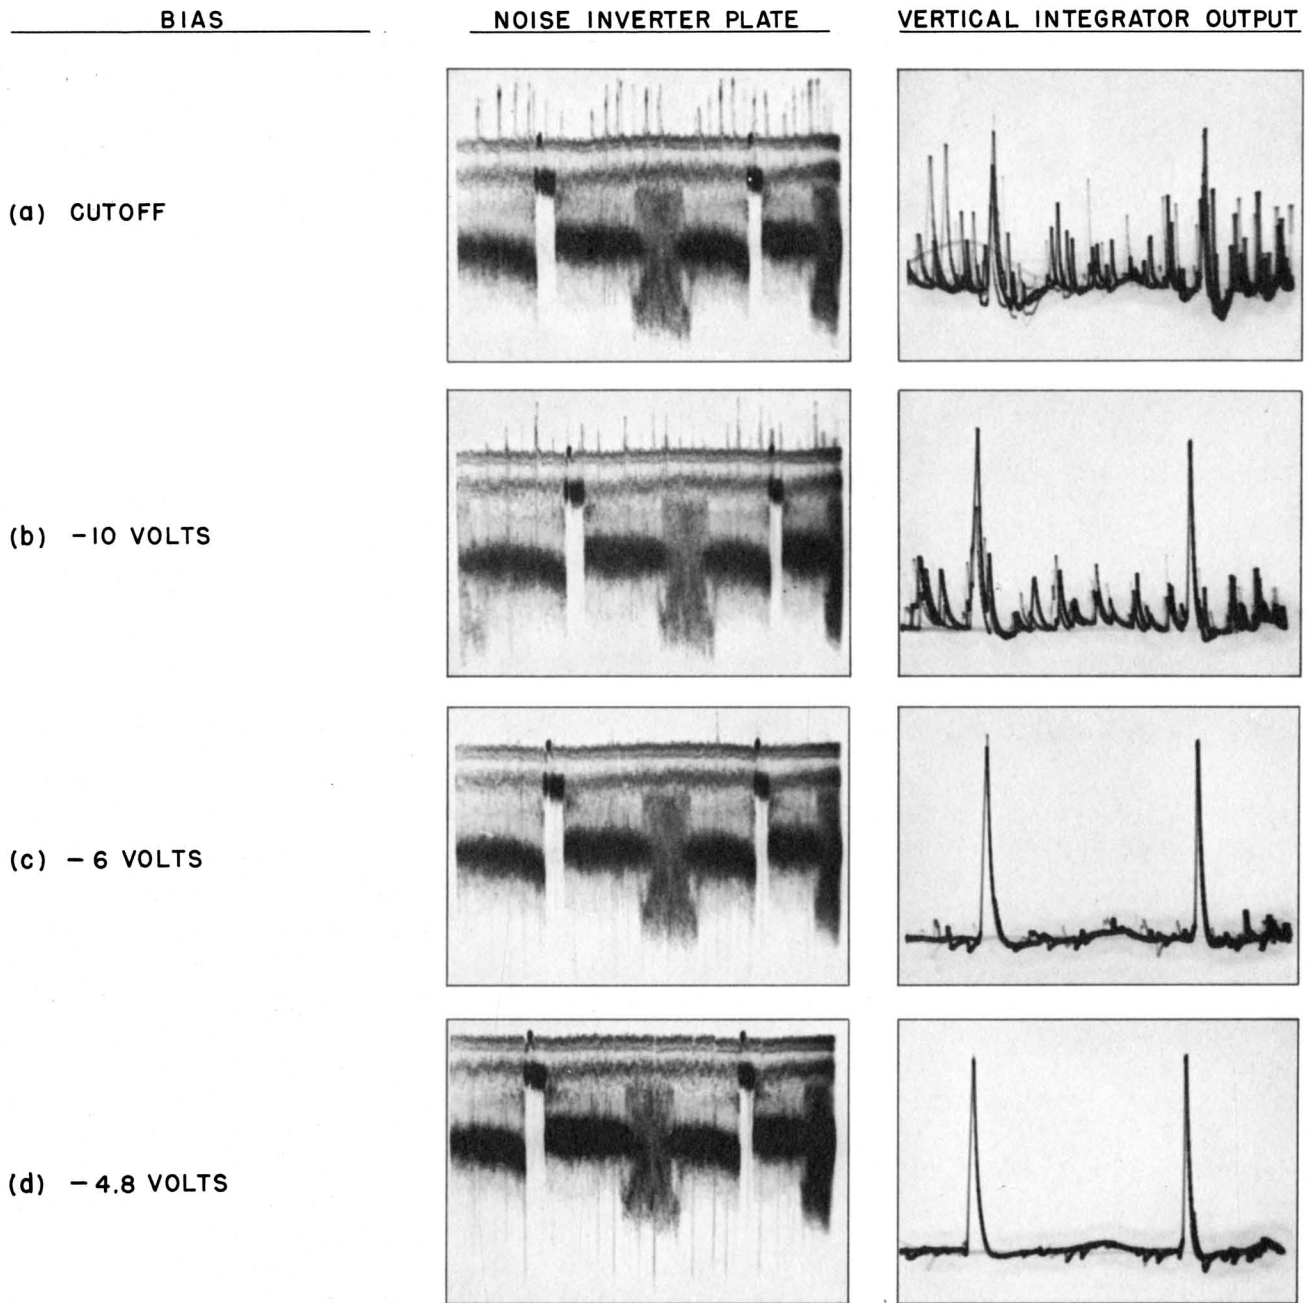 BIAS NOISE INVERTER PLATE VERTICAL INTEGRATOR OUTPUT
(a) CUTOFF
(b) -10 VOLTS
(c) -6 VOLTS
(d) -4.8 VOLTS